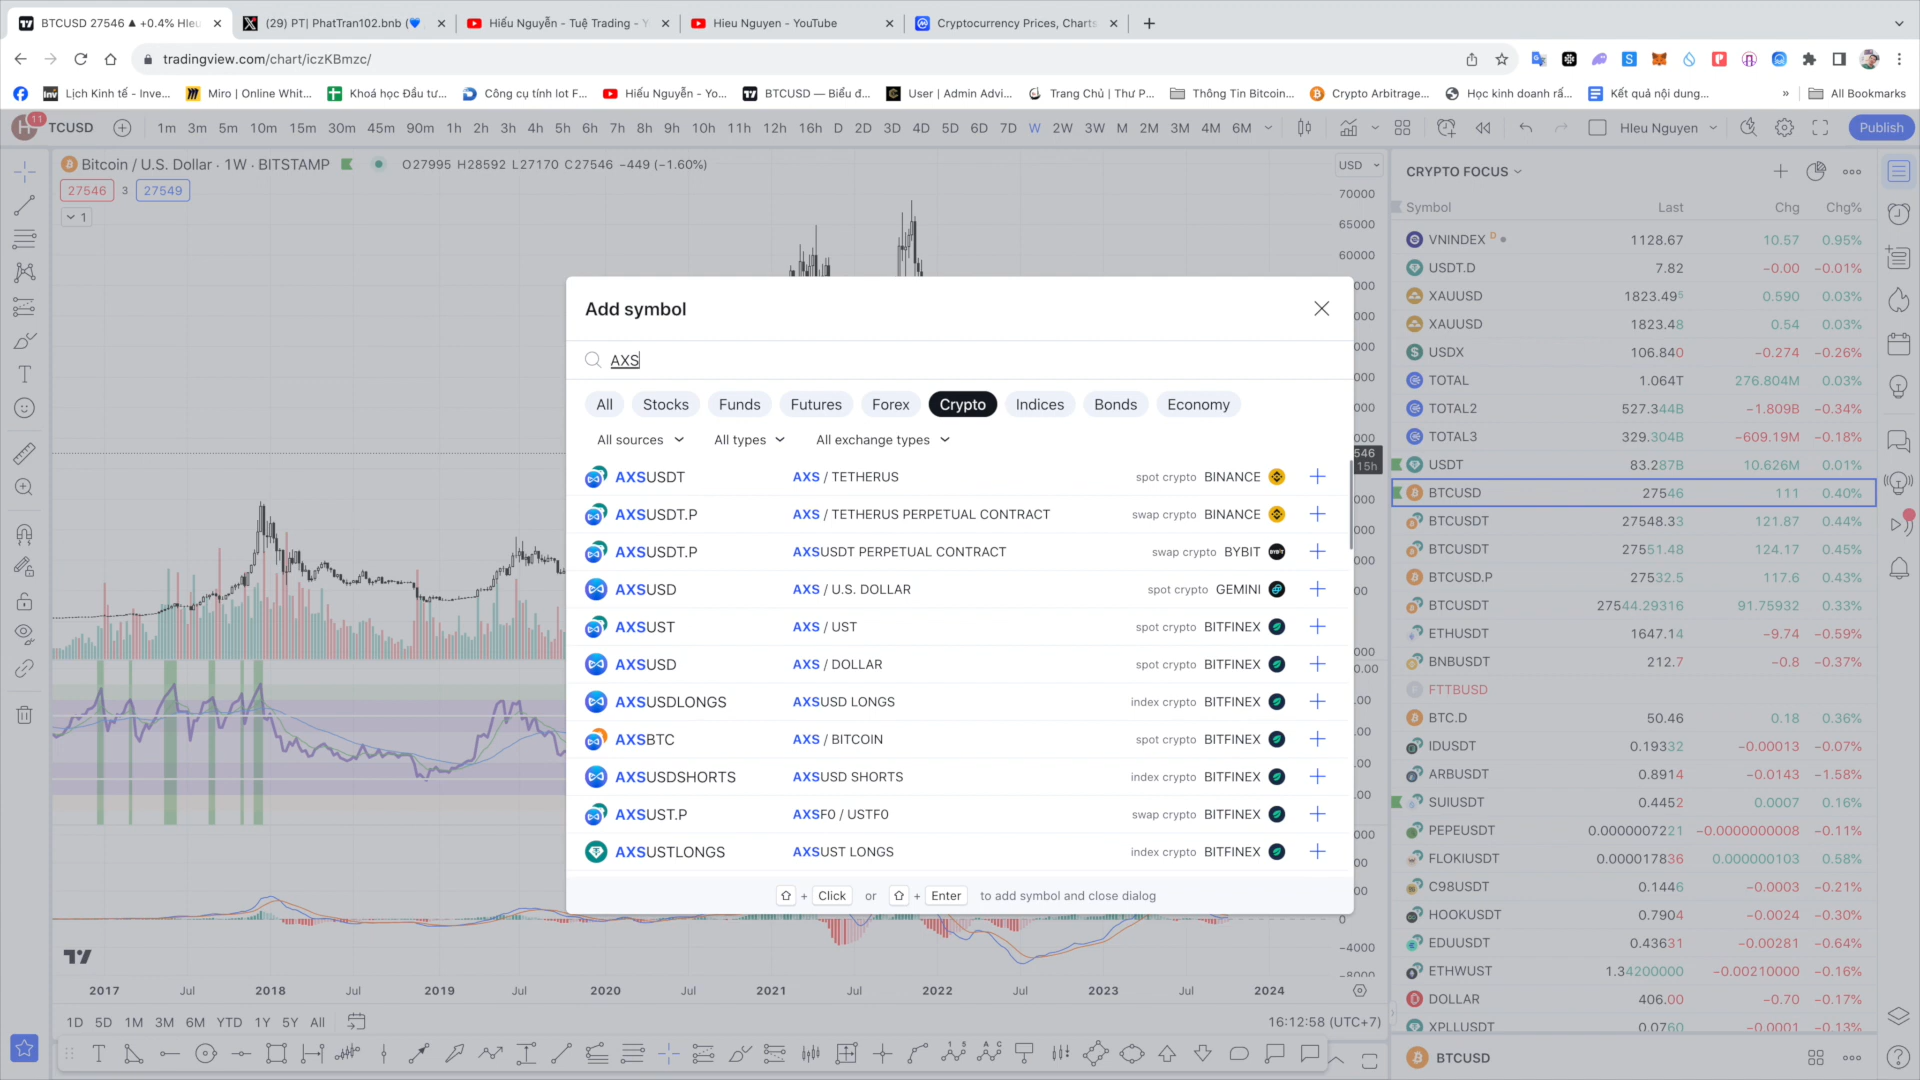 BTCUSD 27546 ▲ +0.4% Hleu
(29) PT| PhatTran102.bnb (
Hiếu Nguyễn - Tuệ Trading - Y
Hieu Nguyen - YouTube
Cryptocurrency Prices, Charts
tradingview.com/chart/iczKBmzc/
Lịch Kinh tế - Inve...
Miro | Online Whit...
Khoá học Đầu tư...
Công cụ tính lot F...
Hiếu Nguyễn - Yo...
BTCUSD — Biểu đ...
User | Admin Advi...
Trang Chủ | Thư P...
Thông Tin Bitcoin...
Crypto Arbitrage...
Học kinh doanh rấ...
Kết quả nội dung...
» All Bookmarks
H 11 TCUSD 1m 3m 5m 10m 15m 30m 45m 90m 1h 2h 3h 4h 5h 6h 7h 8h 9h 10h 11h 12h 16h D 2D 3D 4D 5D 6D 7D W 2W 3W M 2M 3M 4M 6M HIeu Nguyen Publish
Bitcoin / U.S. Dollar · 1W · BITSTAMP O27995 H28592 L27170 C27546 −449 (−1.60%)
27546 3 27549
1
USD
70000
65000
60000
546
15h
Add symbol
AXS
All Stocks Funds Futures Forex Crypto Indices Bonds Economy
All sources All types All exchange types
AXSUSDT AXS / TETHERUS spot crypto BINANCE
AXSUSDT.P AXS / TETHERUS PERPETUAL CONTRACT swap crypto BINANCE
AXSUSDT.P AXSUSDT PERPETUAL CONTRACT swap crypto BYBIT
AXSUSD AXS / U.S. DOLLAR spot crypto GEMINI
AXSUST AXS / UST spot crypto BITFINEX
AXSUSD AXS / DOLLAR spot crypto BITFINEX
AXSUSDLONGS AXSUSD LONGS index crypto BITFINEX
AXSBTC AXS / BITCOIN spot crypto BITFINEX
AXSUSDSHORTS AXSUSD SHORTS index crypto BITFINEX
AXSUST.P AXSF0 / USTF0 swap crypto BITFINEX
AXSUSTLONGS AXSUST LONGS index crypto BITFINEX
+ Click or + Enter to add symbol and close dialog
0
−4000
−8000
2017 Jul 2018 Jul 2019 Jul 2020 Jul 2021 Jul 2022 Jul 2023 Jul 2024
1D 5D 1M 3M 6M YTD 1Y 5Y All
16:12:58 (UTC+7)
CRYPTO FOCUS
Symbol Last Chg Chg%
VNINDEX D 1128.67 10.57 0.95%
USDT.D 7.82 −0.00 −0.01%
XAUUSD 1823.495 0.590 0.03%
XAUUSD 1823.48 0.54 0.03%
USDX 106.840 −0.274 −0.26%
TOTAL 1.064T 276.804M 0.03%
TOTAL2 527.344B −1.809B −0.34%
TOTAL3 329.304B −609.19M −0.18%
USDT 83.287B 10.626M 0.01%
BTCUSD 27546 111 0.40%
BTCUSDT 27548.33 121.87 0.44%
BTCUSDT 27551.48 124.17 0.45%
BTCUSD.P 27532.5 117.6 0.43%
BTCUSDT 27544.29316 91.75932 0.33%
ETHUSDT 1647.14 −9.74 −0.59%
BNBUSDT 212.7 −0.8 −0.37%
FTTBUSD
BTC.D 50.46 0.18 0.36%
IDUSDT 0.19332 −0.00013 −0.07%
ARBUSDT 0.8914 −0.0143 −1.58%
SUIUSDT 0.4452 0.0007 0.16%
PEPEUSDT 0.0000007221 −0.0000000008 −0.11%
FLOKIUSDT 0.000017836 0.000000103 0.58%
C98USDT 0.1446 −0.0003 −0.21%
HOOKUSDT 0.7904 −0.0024 −0.30%
EDUUSDT 0.43631 −0.00281 −0.64%
ETHWUST 1.34200000 −0.00210000 −0.16%
DOLLAR 406.00 −0.70 −0.17%
XPLLUSDT 0.0760 −0.0001 −0.13%
BTCUSD